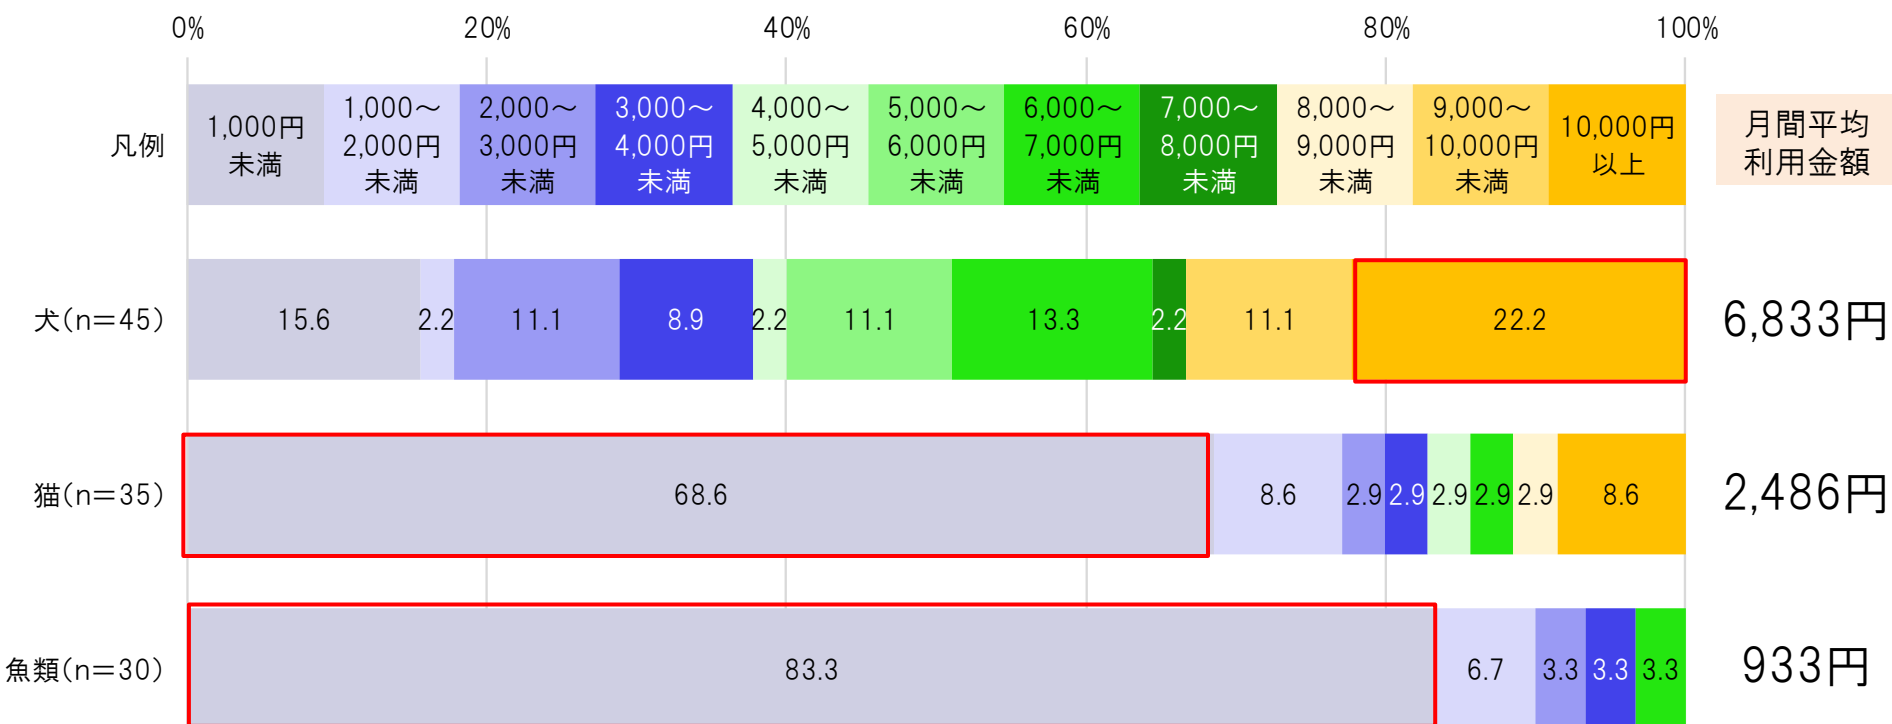 0% 20% 40% 60% 80% 100%
凡例
1,000円
未満
1,000～
2,000円
未満
2,000～
3,000円
未満
3,000～
4,000円
未満
4,000～
5,000円
未満
5,000～
6,000円
未満
6,000～
7,000円
未満
7,000～
8,000円
未満
8,000～
9,000円
未満
9,000～
10,000円
未満
10,000円
以上
月間平均
利用金額
犬(n＝45) 15.6 2.2 11.1 8.9 2.2 11.1 13.3 2.2 11.1 22.2 6,833円
猫(n＝35) 68.6 8.6 2.9 2.9 2.9 2.9 2.9 8.6 2,486円
魚類(n＝30) 83.3 6.7 3.3 3.3 3.3 933円